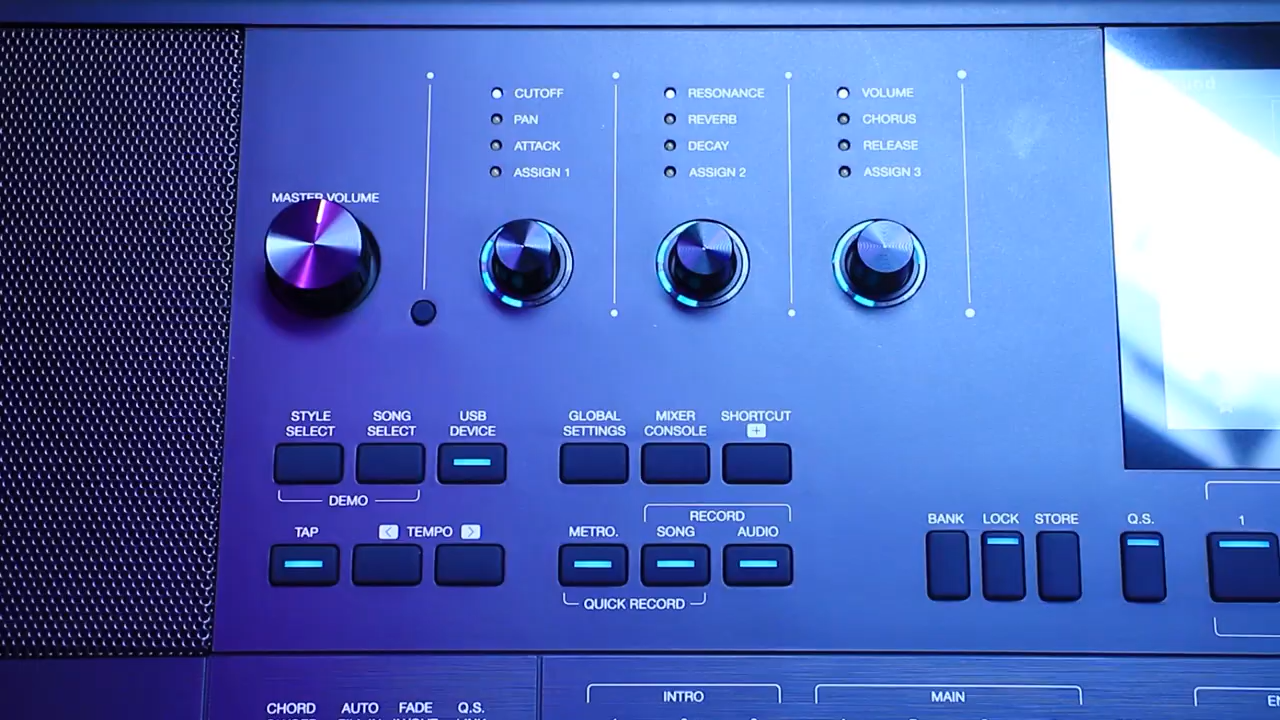 CUTOFF
PAN
ATTACK
ASSIGN 1
RESONANCE
REVERB
DECAY
ASSIGN 2
VOLUME
CHORUS
RELEASE
ASSIGN 3
MASTER VOLUME
STYLE
SELECT
SONG
SELECT
USB
DEVICE
GLOBAL
SETTINGS
MIXER
CONSOLE
SHORTCUT
+
DEMO
TAP
< TEMPO >
RECORD
METRO.
SONG
AUDIO
QUICK RECORD
BANK
LOCK
STORE
Q.S.
1
CHORD
AUTO
FADE
Q.S.
INTRO
MAIN